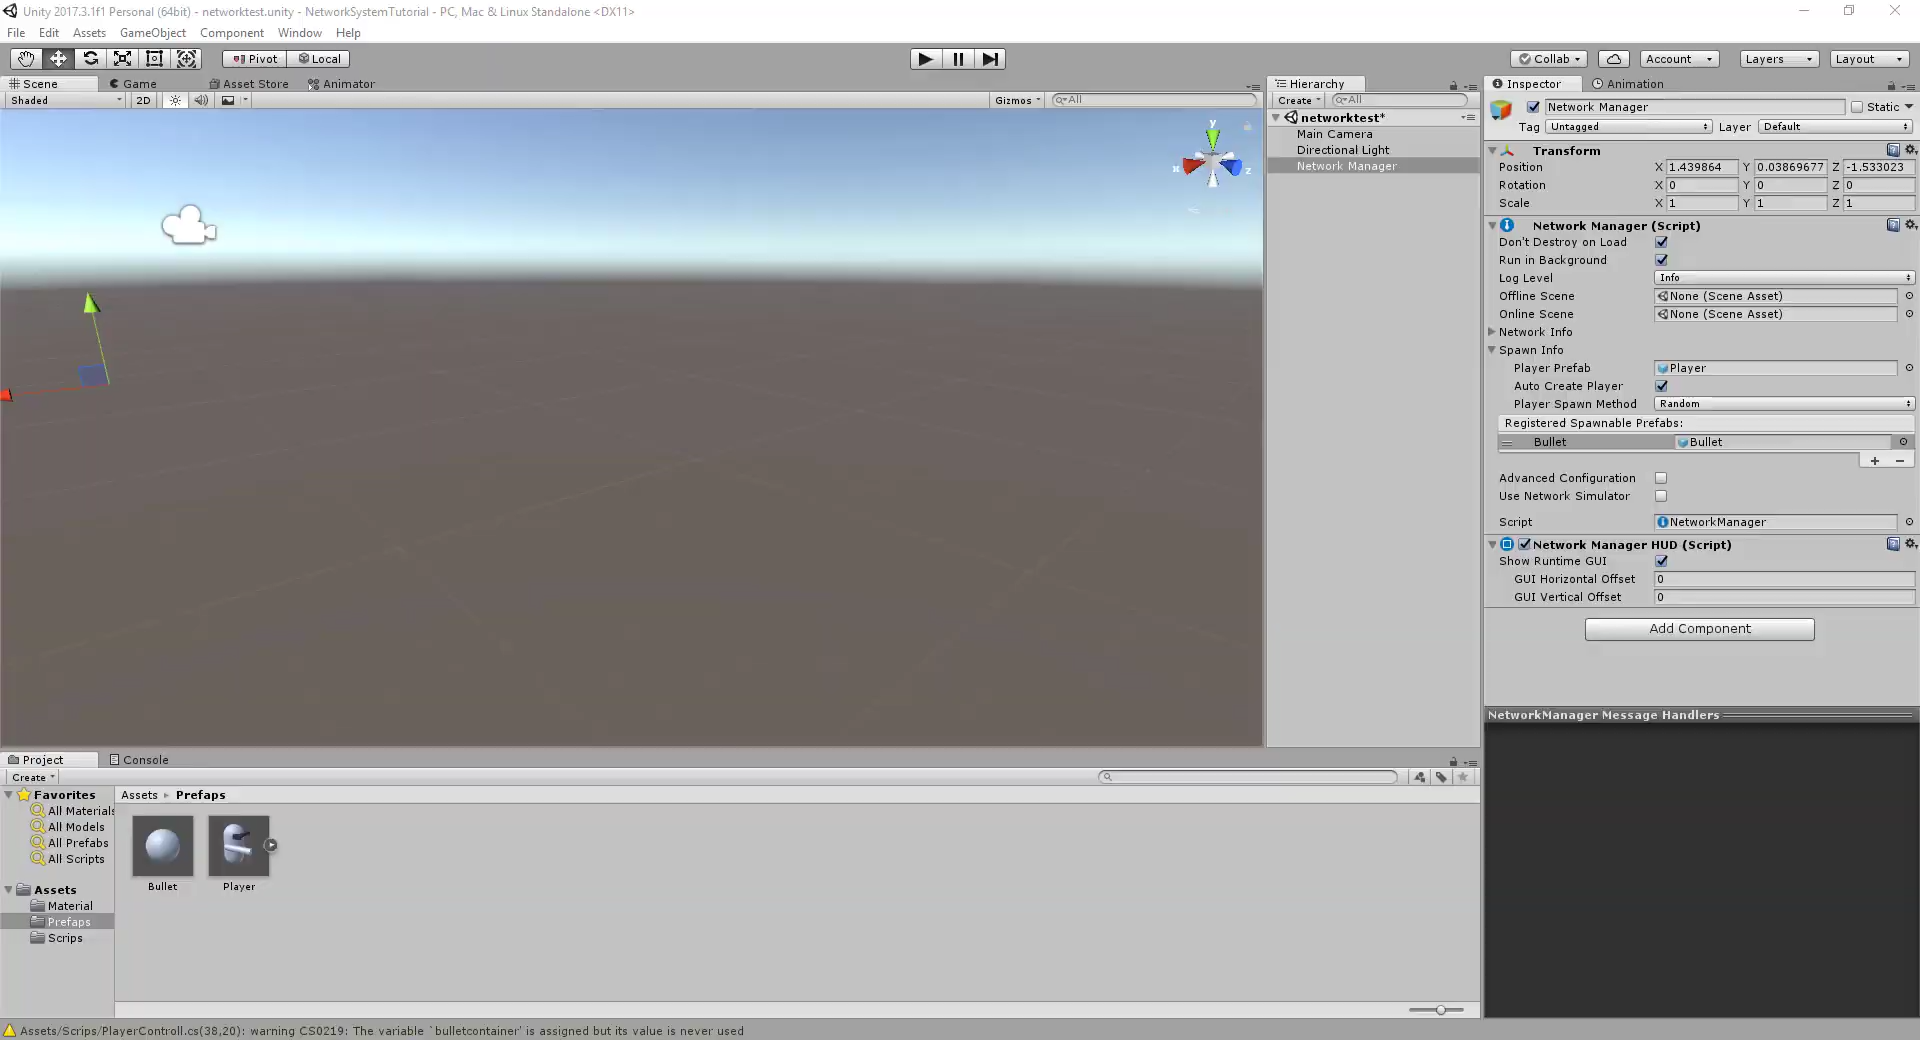 Unity 2017.3.1f1 Personal (64bit) - networktest.unity - NetworkSystemTutorial - PC, Mac & Linux Standalone <DX11>
File Edit Assets GameObject Component Window Help
Pivot Local Collab Account Layers Layout
Scene Game Asset Store Animator
Shaded 2D Gizmos All
y
x
z
Hierarchy
Create All
networktest*
Main Camera
Directional Light
Network Manager
Inspector Animation
Network Manager Static
Tag Untagged Layer Default
Transform
Position X 1.439864 Y 0.03869677 Z -1.533023
Rotation X 0 Y 0 Z 0
Scale X 1 Y 1 Z 1
Network Manager (Script)
Don't Destroy on Load
Run in Background
Log Level Info
Offline Scene None (Scene Asset)
Online Scene None (Scene Asset)
Network Info
Spawn Info
Player Prefab Player
Auto Create Player
Player Spawn Method Random
Registered Spawnable Prefabs:
Bullet Bullet
+ −
Advanced Configuration
Use Network Simulator
Script NetworkManager
Network Manager HUD (Script)
Show Runtime GUI
GUI Horizontal Offset 0
GUI Vertical Offset 0
Add Component
NetworkManager Message Handlers
Project Console
Create
Favorites
All Materials
All Models
All Prefabs
All Scripts
Assets
Material
Prefaps
Scrips
Assets Prefaps
Bullet Player
Assets/Scrips/PlayerControll.cs(38,20): warning CS0219: The variable `bulletcontainer' is assigned but its value is never used